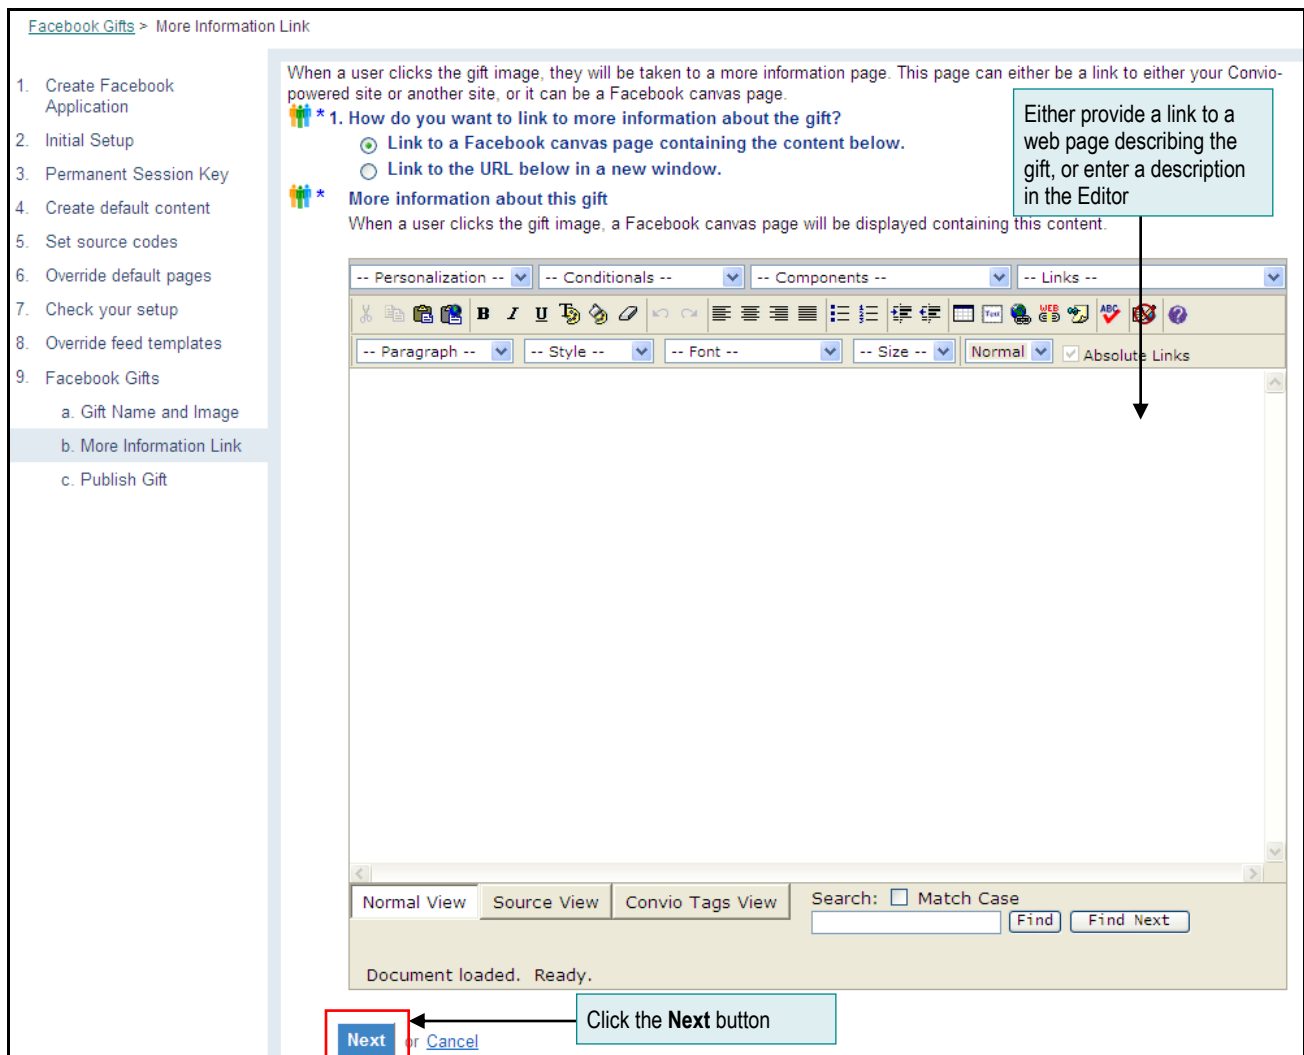 Facebook Gifts > More Information Link
1. Create Facebook
Application
2. Initial Setup
3. Permanent Session Key
4. Create default content
5. Set source codes
6. Override default pages
7. Check your setup
8. Override feed templates
9. Facebook Gifts
a. Gift Name and Image
b. More Information Link
c. Publish Gift
When a user clicks the gift image, they will be taken to a more information page. This page can either be a link to either your Convio-
powered site or another site, or it can be a Facebook canvas page.
* 1. How do you want to link to more information about the gift?
Link to a Facebook canvas page containing the content below.
Link to the URL below in a new window.
* More information about this gift
When a user clicks the gift image, a Facebook canvas page will be displayed containing this content.
Either provide a link to a
web page describing the
gift, or enter a description
in the Editor
-- Personalization -- -- Conditionals -- -- Components -- -- Links --
B I U Text WEB ABC
-- Paragraph -- -- Style -- -- Font -- -- Size -- Normal Absolute Links
Normal View Source View Convio Tags View Search: Match Case
Find Find Next
Document loaded. Ready.
Click the Next button
Next or Cancel